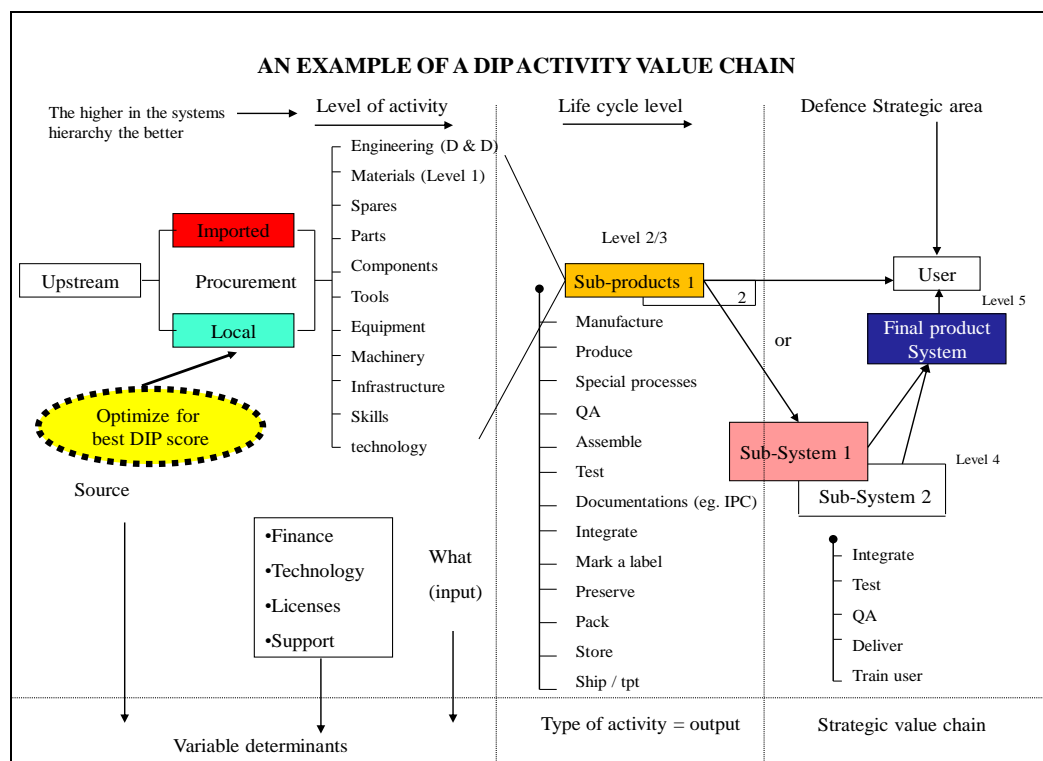 AN EXAMPLE OF A DIP ACTIVITY VALUE CHAIN
The higher in the systems
hierarchy the better
Level of activity
Life cycle level
Defence Strategic area
Engineering (D & D)
Materials (Level 1)
Spares
Parts
Components
Tools
Equipment
Machinery
Infrastructure
Skills
technology
Upstream
Imported
Procurement
Local
Optimize for
best DIP score
Source
•Finance
•Technology
•Licenses
•Support
What
(input)
Variable determinants
Level 2/3
Sub-products 1
2
Manufacture
Produce
Special processes
QA
Assemble
Test
Documentations (eg. IPC)
Integrate
Mark a label
Preserve
Pack
Store
Ship / tpt
Type of activity = output
User
Level 5
Final product
System
or
Sub-System 1
Level 4
Sub-System 2
Integrate
Test
QA
Deliver
Train user
Strategic value chain